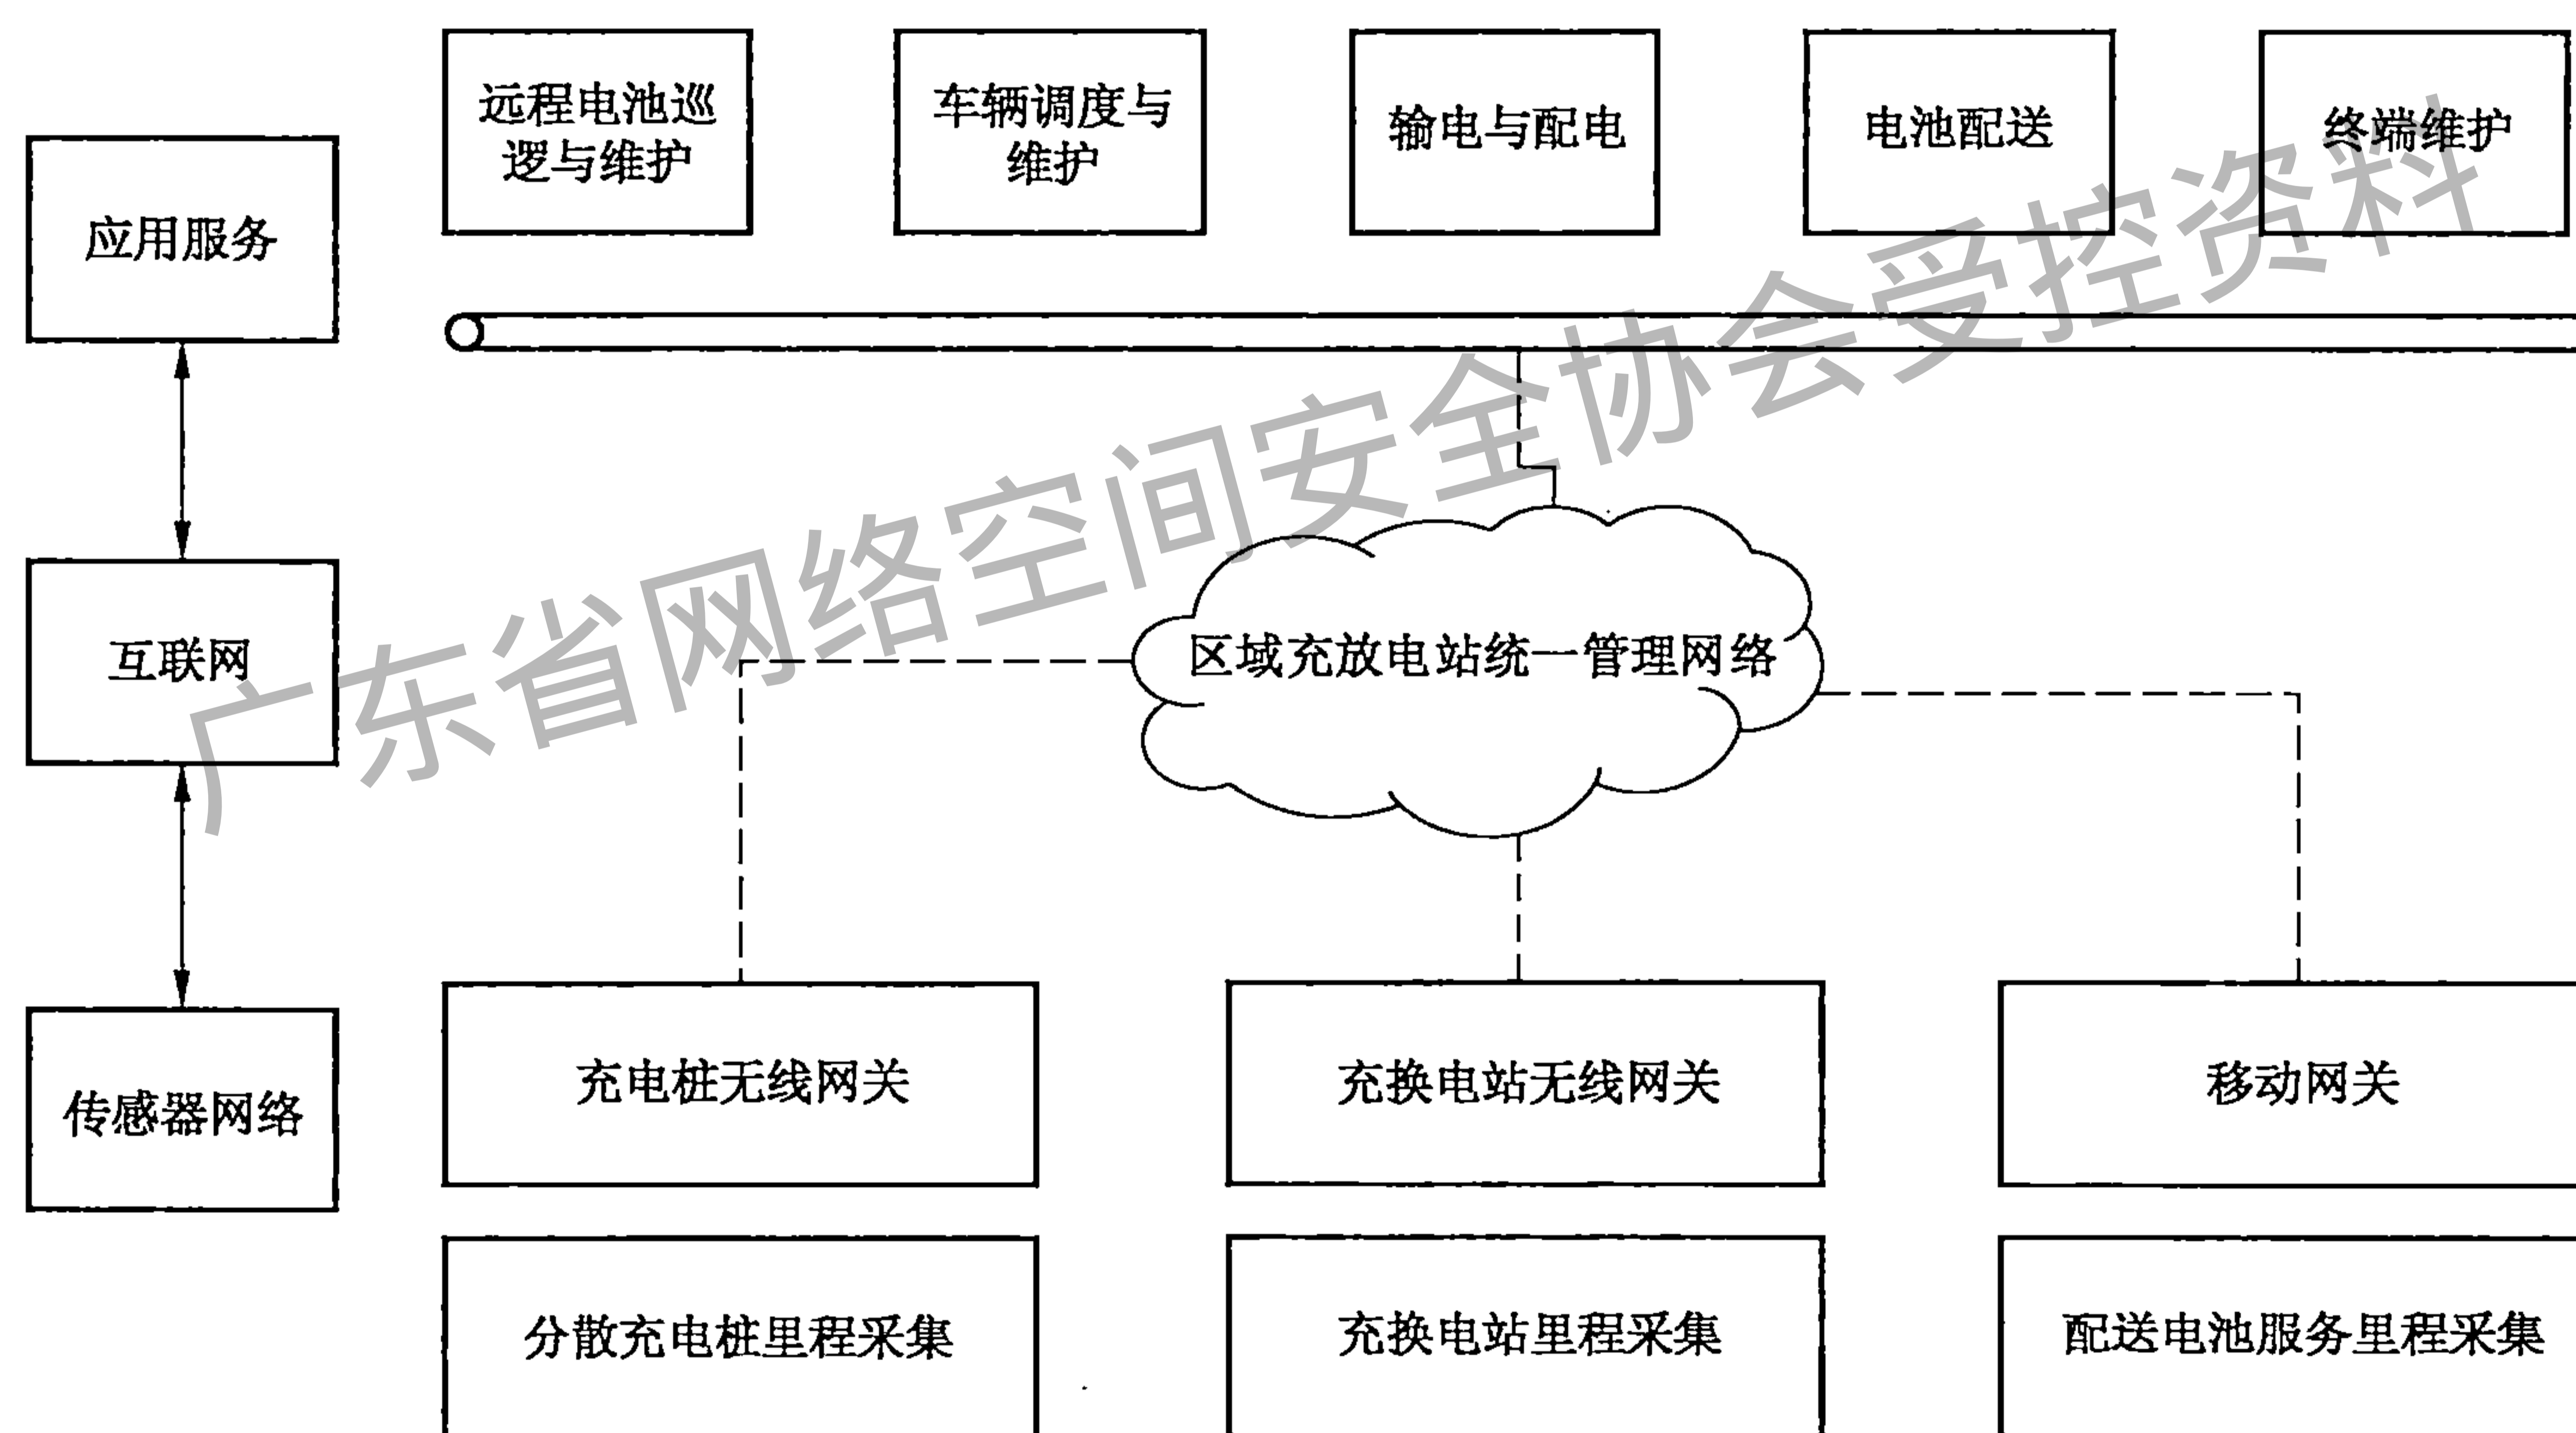 远程电池巡
逻与维护
车辆调度与
维护
输电与配电
电池配送
终端维护
应用服务
互联网
区域充放电站统一管理网络
传感器网络
充电桩无线网关
充换电站无线网关
移动网关
分散充电桩里程采集
充换电站里程采集
配送电池服务里程采集
广东省网络空间安全协会受控资料